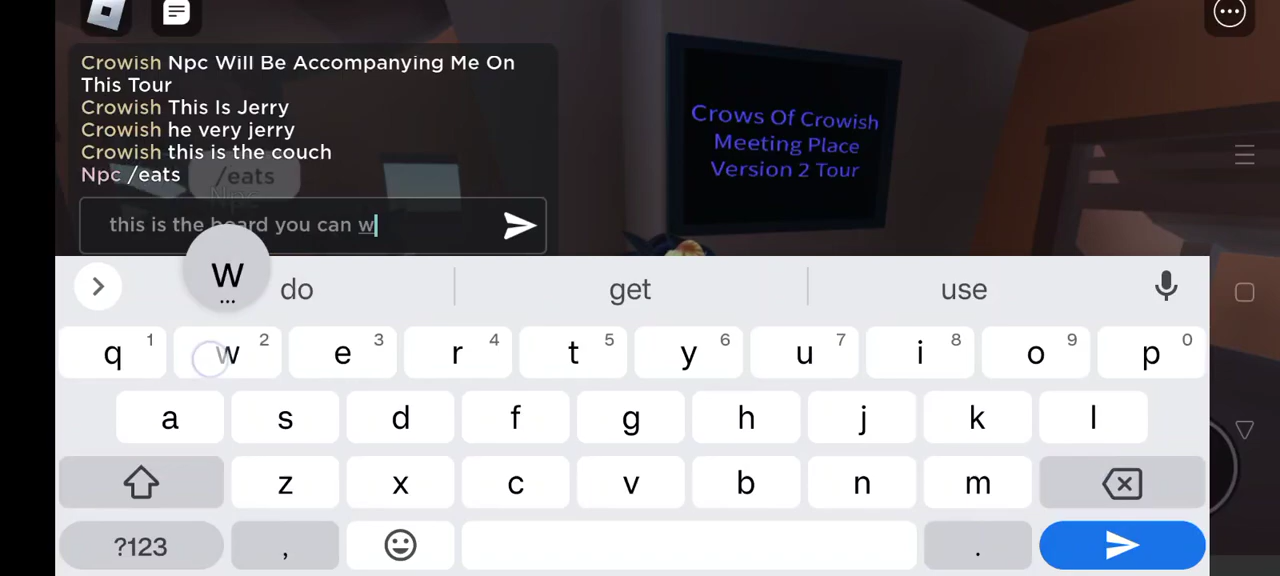 Crowish Npc Will Be Accompanying Me On
This Tour
Crowish This Is Jerry
Crowish he very jerry
Crowish this is the couch
Npc /eats
/eats
Npc
this is the board you can w
Crows Of Crowish
Meeting Place
Version 2 Tour
W
...
do get use
q 1 w 2 e 3 r 4 t 5 y 6 u 7 i 8 o 9 p 0
a s d f g h j k l
z x c v b n m
?123 , .